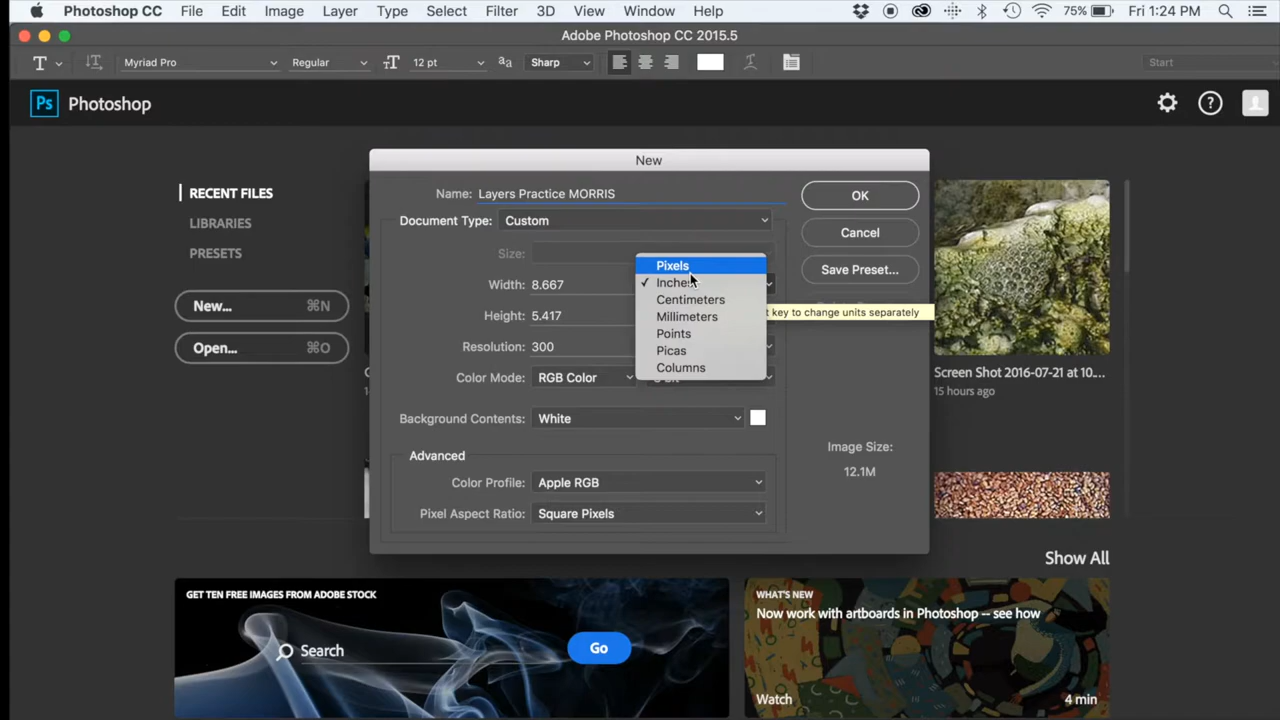 Photoshop CC File Edit Image Layer Type Select Filter 3D View Window Help 75% Fri 1:24 PM
Adobe Photoshop CC 2015.5
T Myriad Pro Regular 12 pt Sharp Start
Ps Photoshop
New
RECENT FILES
LIBRARIES
PRESETS
New... ⌘N
Open... ⌘O
Name: Layers Practice MORRIS
Document Type: Custom
Size:
Width: 8.667
Height: 5.417
Resolution: 300
Color Mode: RGB Color
Background Contents: White
Advanced
Color Profile: Apple RGB
Pixel Aspect Ratio: Square Pixels
Pixels
✓ Inches
Centimeters
Millimeters
Points
Picas
Columns
key to change units separately
OK
Cancel
Save Preset...
Image Size:
12.1M
Screen Shot 2016-07-21 at 10....
15 hours ago
Show All
GET TEN FREE IMAGES FROM ADOBE STOCK
Search Go
WHAT'S NEW
Now work with artboards in Photoshop -- see how
Watch 4 min